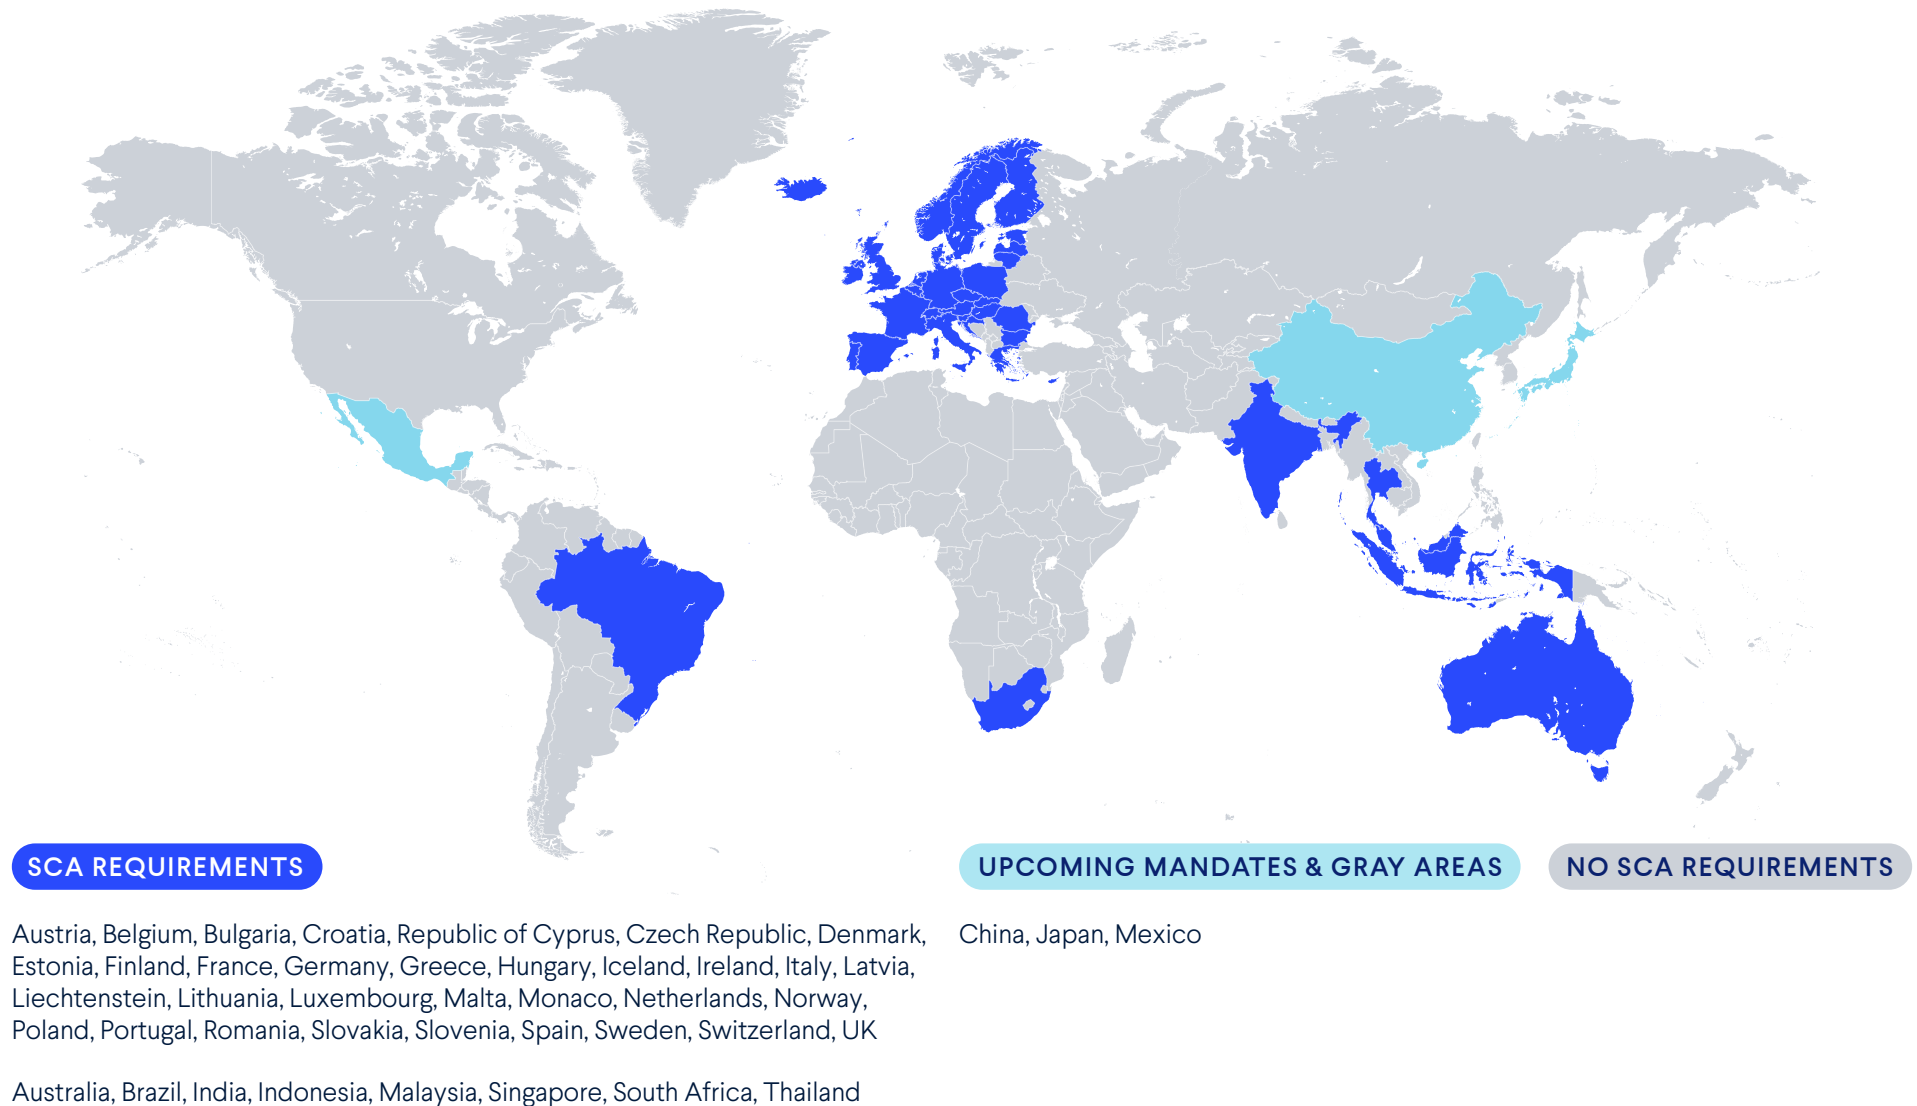 SCA REQUIREMENTS
Austria, Belgium, Bulgaria, Croatia, Republic of Cyprus, Czech Republic, Denmark,
Estonia, Finland, France, Germany, Greece, Hungary, Iceland, Ireland, Italy, Latvia,
Liechtenstein, Lithuania, Luxembourg, Malta, Monaco, Netherlands, Norway,
Poland, Portugal, Romania, Slovakia, Slovenia, Spain, Sweden, Switzerland, UK
Australia, Brazil, India, Indonesia, Malaysia, Singapore, South Africa, Thailand
UPCOMING MANDATES & GRAY AREAS
China, Japan, Mexico
NO SCA REQUIREMENTS